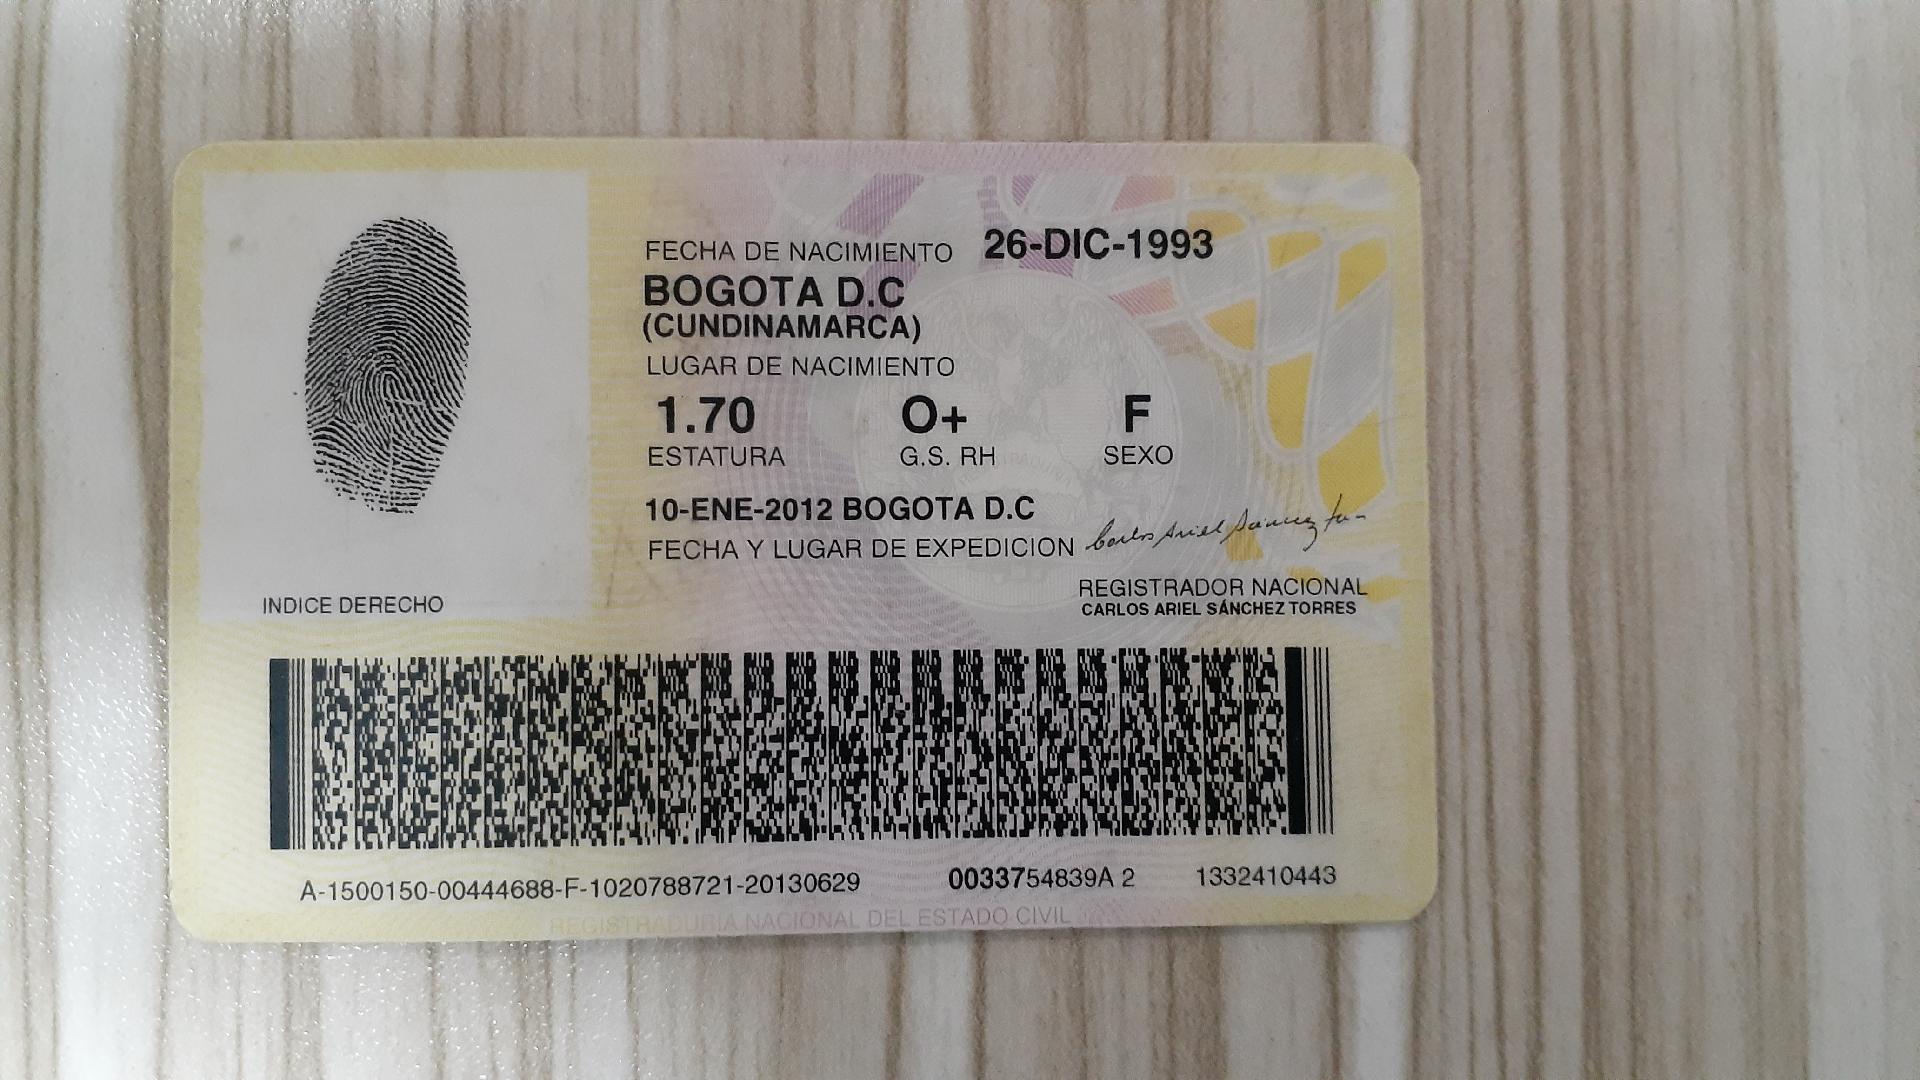 FECHA DE NACIMIENTO 26-DIC-1993
BOGOTA D.C
(CUNDINAMARCA)
LUGAR DE NACIMIENTO
1.70 O+ F
ESTATURA G.S. RH SEXO
10-ENE-2012 BOGOTA D.C
FECHA Y LUGAR DE EXPEDICION
Carlos Ariel Sánchez
REGISTRADOR NACIONAL
CARLOS ARIEL SÁNCHEZ TORRES
INDICE DERECHO
A-1500150-00444688-F-1020788721-20130629 0033754839A 2 1332410443
REGISTRADURIA NACIONAL DEL ESTADO CIVIL